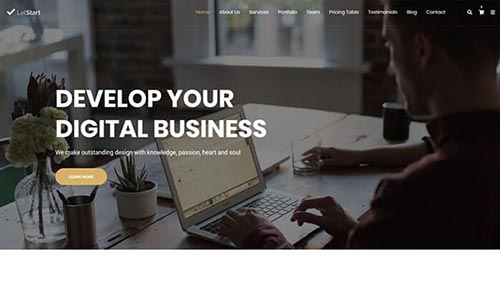 LetStart
Home About Us Services Portfolio Team Pricing Table Testimonials Blog Contact
DEVELOP YOUR
DIGITAL BUSINESS
We make outstanding design with knowledge, passion, heart and soul
LEARN MORE